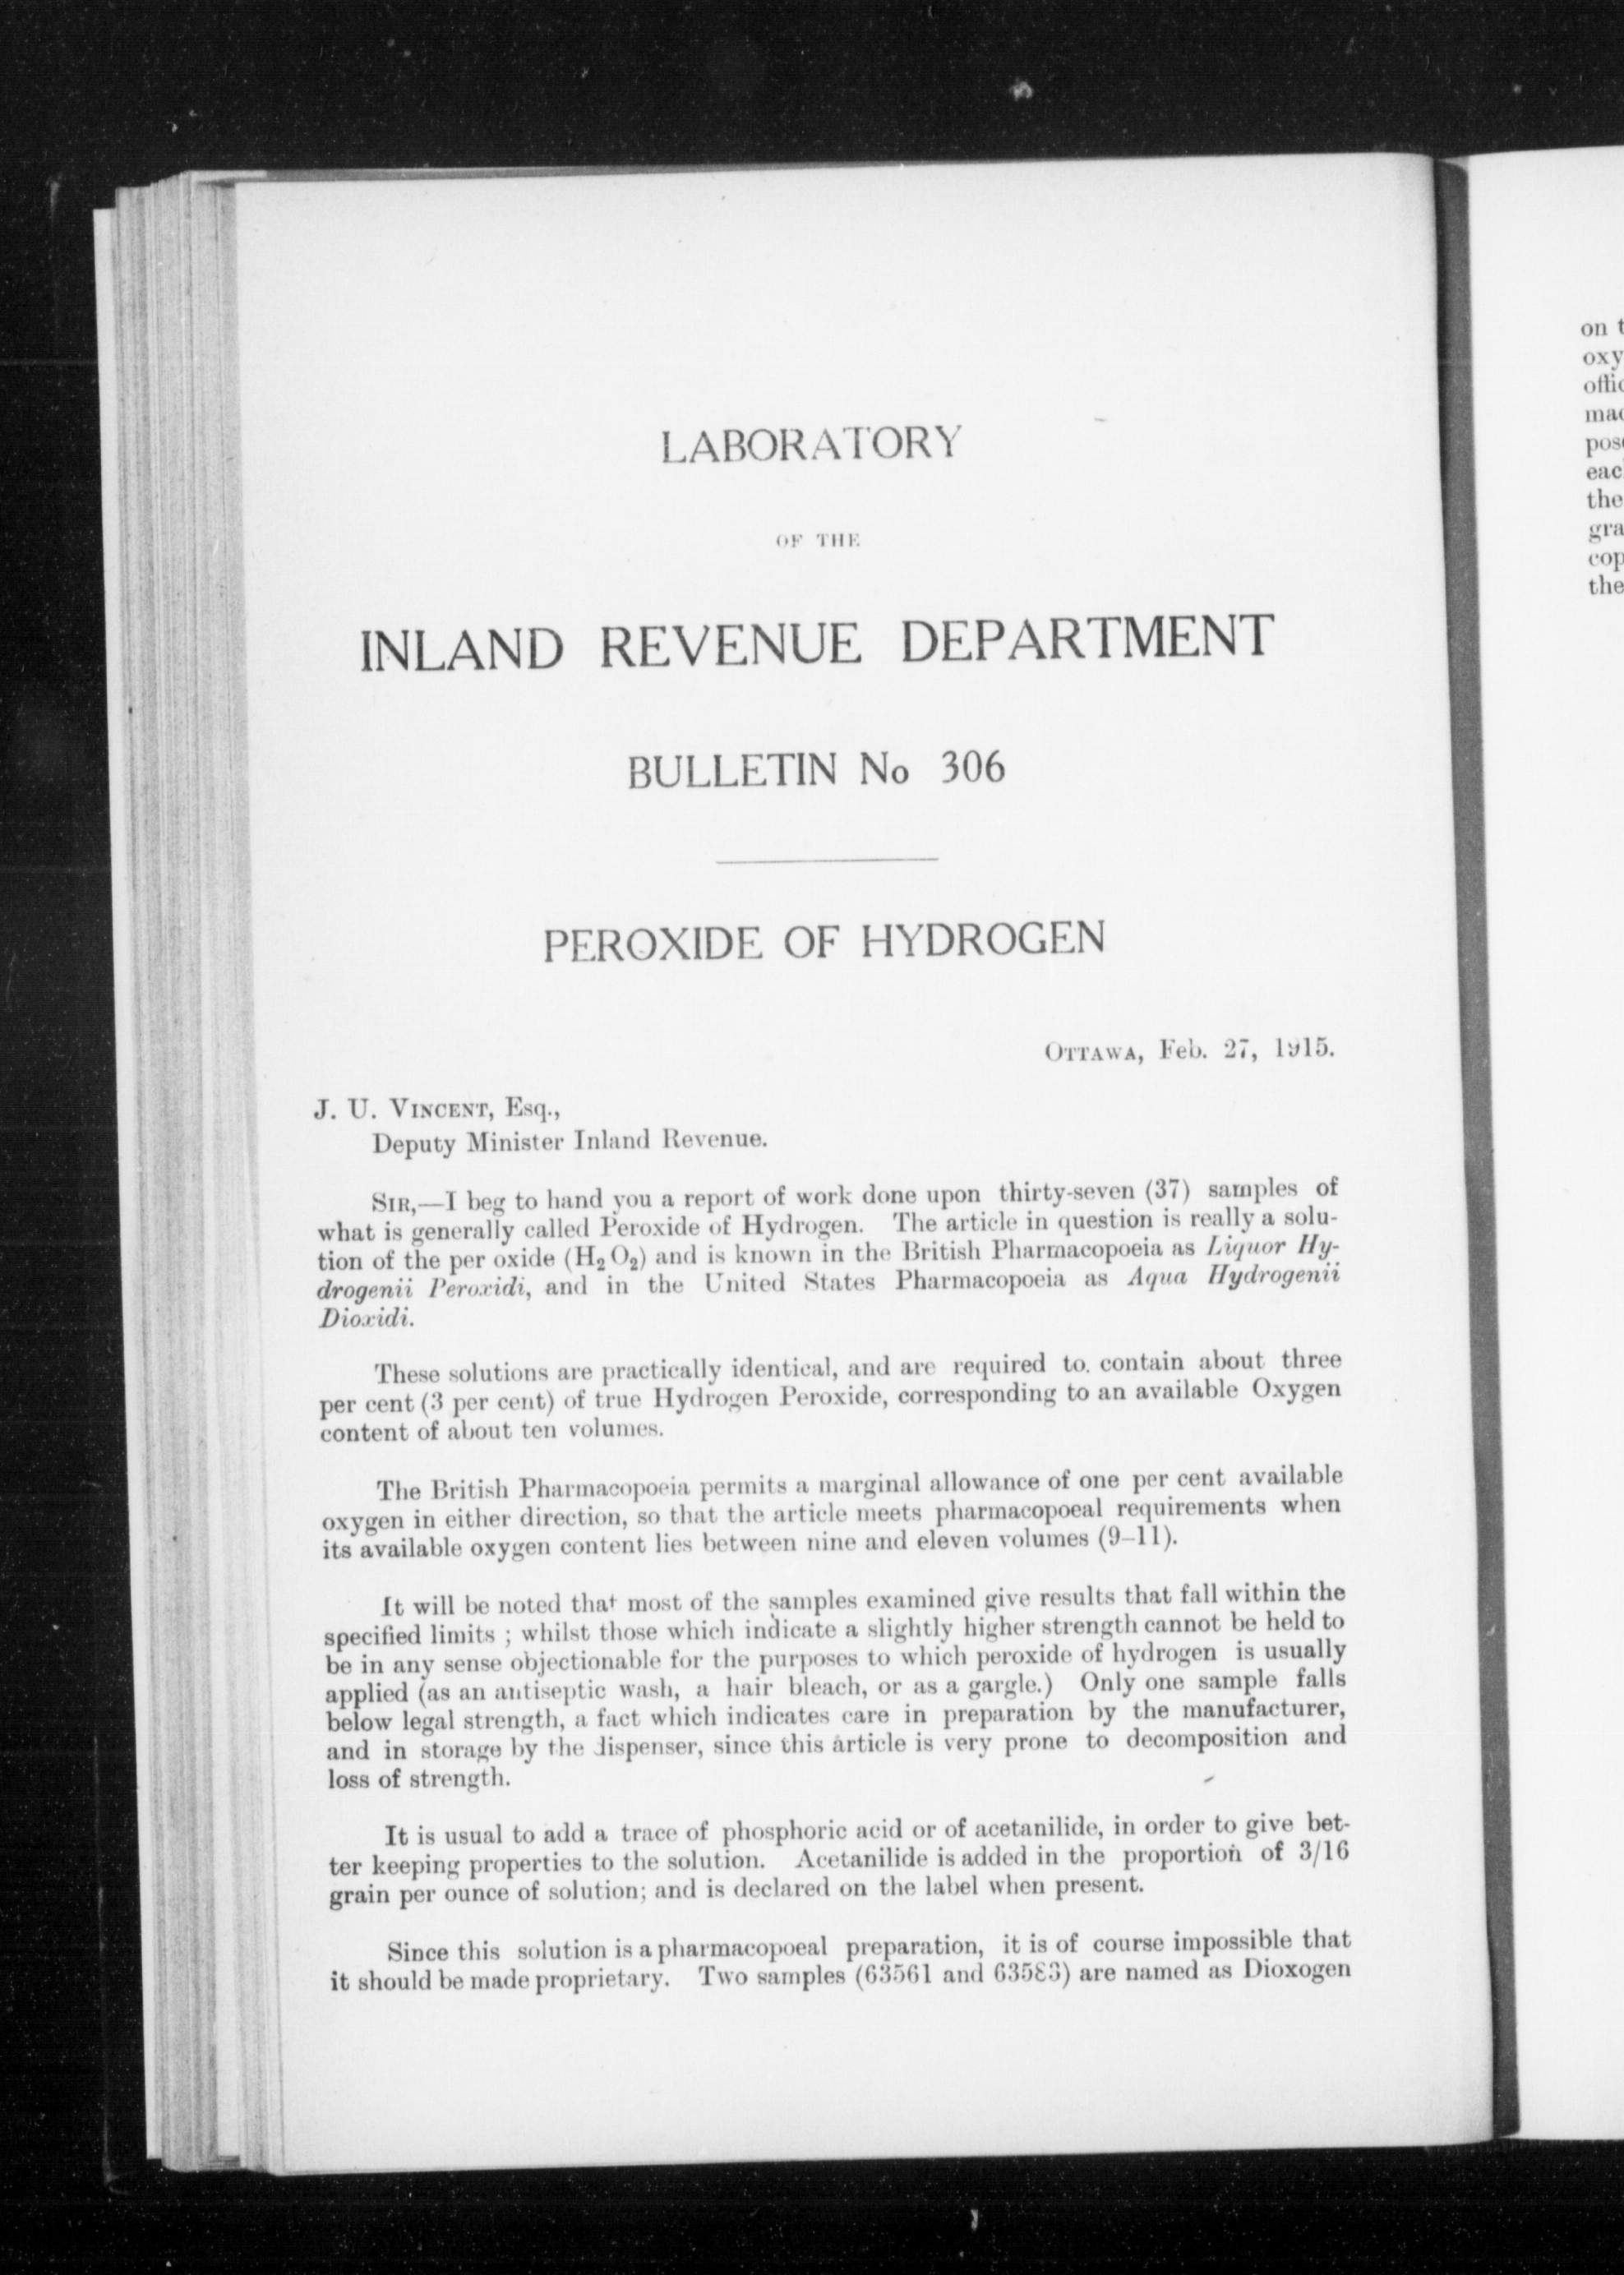 LABORATORY
OF THE
INLAND REVENUE DEPARTMENT
BULLETIN No 306
PEROXIDE OF HYDROGEN
OTTAWA, Feb. 27, 1915.
J. U. VINCENT, Esq.,
Deputy Minister Inland Revenue.
SIR,—I beg to hand you a report of work done upon thirty-seven (37) samples of
what is generally called Peroxide of Hydrogen. The article in question is really a solu-
tion of the per oxide (H₂O₂) and is known in the British Pharmacopoeia as Liquor Hy-
drogenii Peroxidi, and in the United States Pharmacopoeia as Aqua Hydrogenii
Dioxidi.
These solutions are practically identical, and are required to. contain about three
per cent (3 per cent) of true Hydrogen Peroxide, corresponding to an available Oxygen
content of about ten volumes.
The British Pharmacopoeia permits a marginal allowance of one per cent available
oxygen in either direction, so that the article meets pharmacopoeal requirements when
its available oxygen content lies between nine and eleven volumes (9–11).
It will be noted that most of the samples examined give results that fall within the
specified limits ; whilst those which indicate a slightly higher strength cannot be held to
be in any sense objectionable for the purposes to which peroxide of hydrogen is usually
applied (as an antiseptic wash, a hair bleach, or as a gargle.) Only one sample falls
below legal strength, a fact which indicates care in preparation by the manufacturer,
and in storage by the dispenser, since this article is very prone to decomposition and
loss of strength.
It is usual to add a trace of phosphoric acid or of acetanilide, in order to give bet-
ter keeping properties to the solution. Acetanilide is added in the proportion of 3/16
grain per ounce of solution; and is declared on the label when present.
Since this solution is a pharmacopoeal preparation, it is of course impossible that
it should be made proprietary. Two samples (63561 and 63583) are named as Dioxogen
on
oxy
the
gra
cop
the